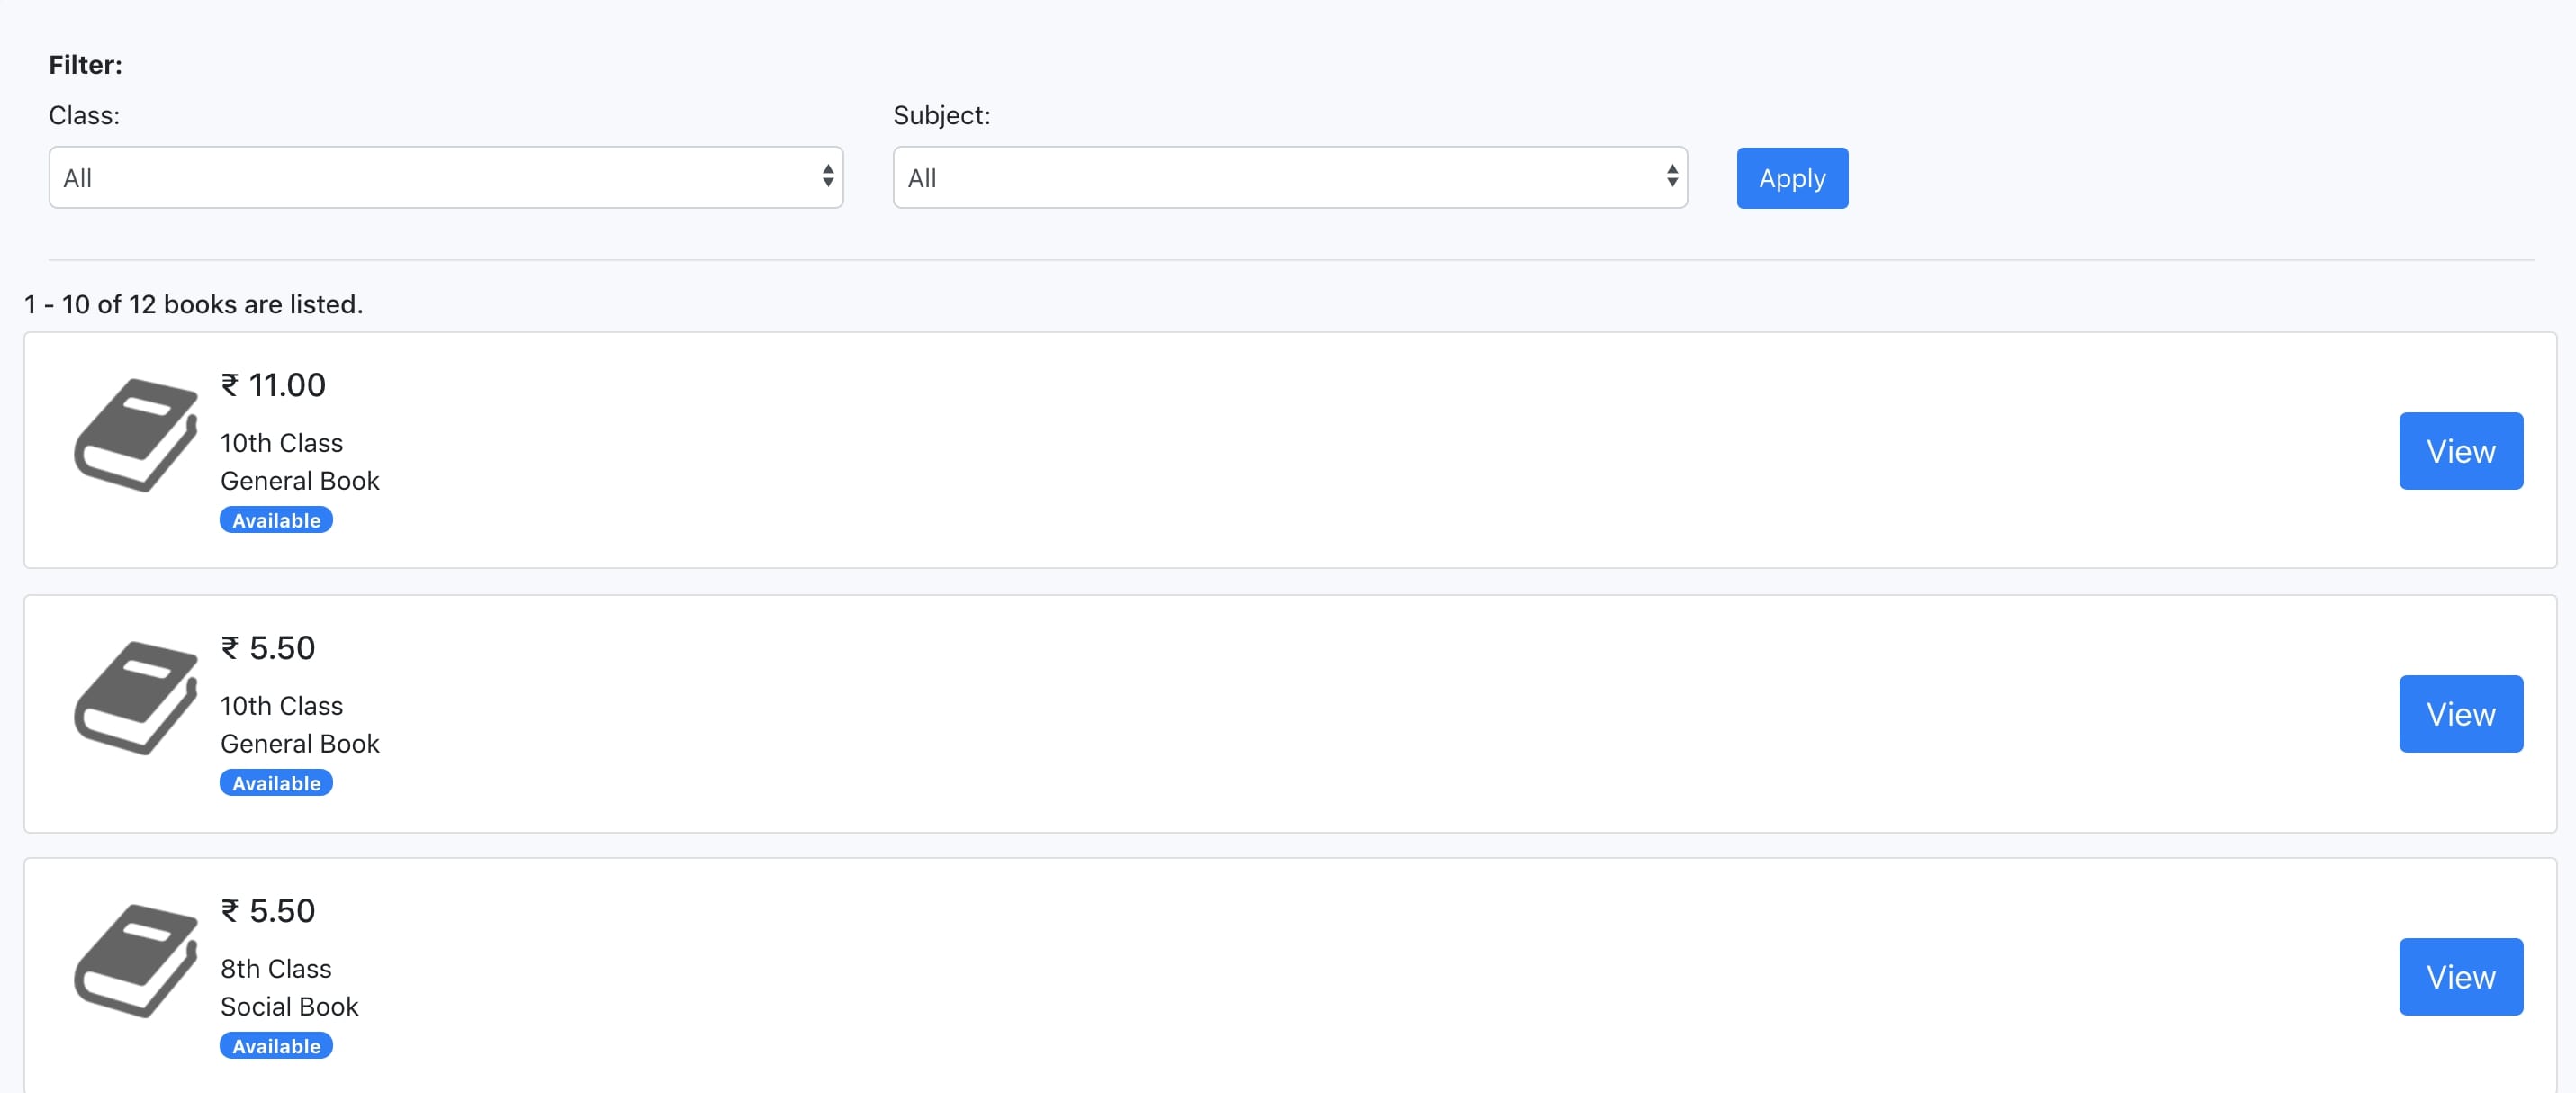 Filter:
Class:
Subject:
All
All
Apply
1 - 10 of 12 books are listed.
₹ 11.00
10th Class
General Book
Available
View
₹ 5.50
10th Class
General Book
Available
View
₹ 5.50
8th Class
Social Book
Available
View